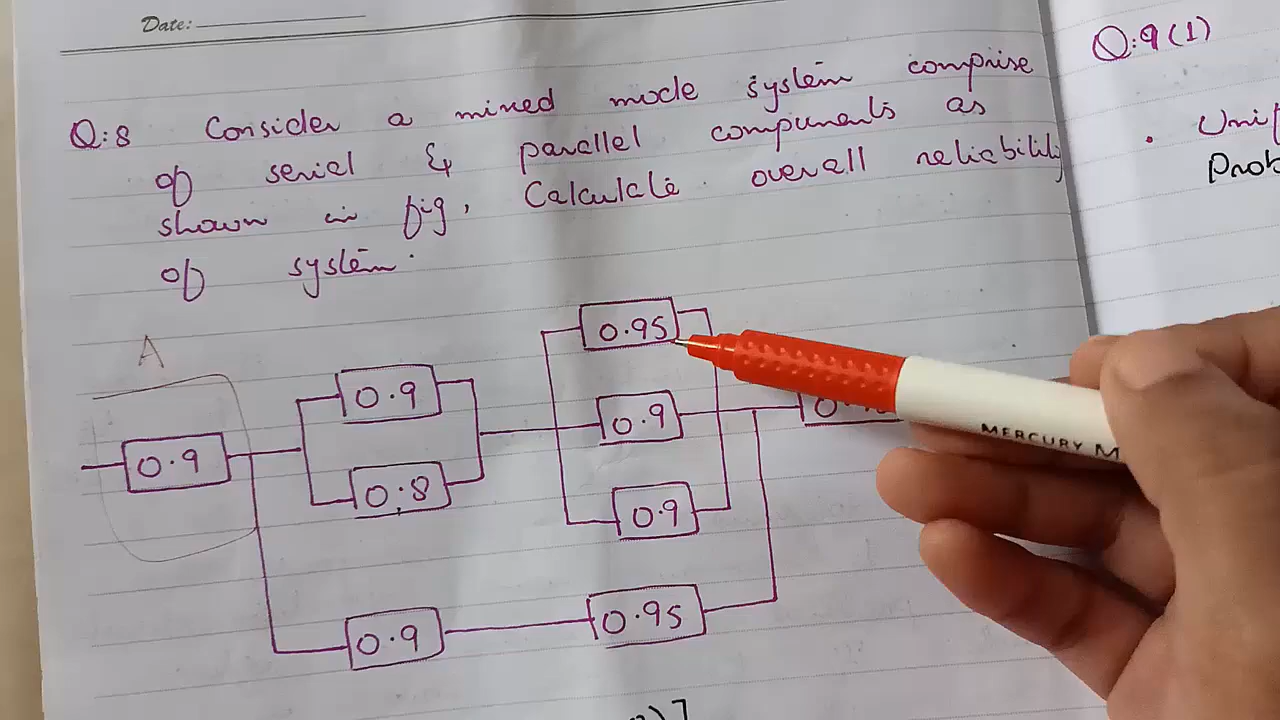 Date:
Q:8 Consider a mixed mode system comprise
of serial & parallel components as
shown in fig, Calculate overall reliability
of system.
Q:9(1)
A
0.95
0.9
0.9
0.9
0.8
0.9
0.9
0.95
MERCURY M